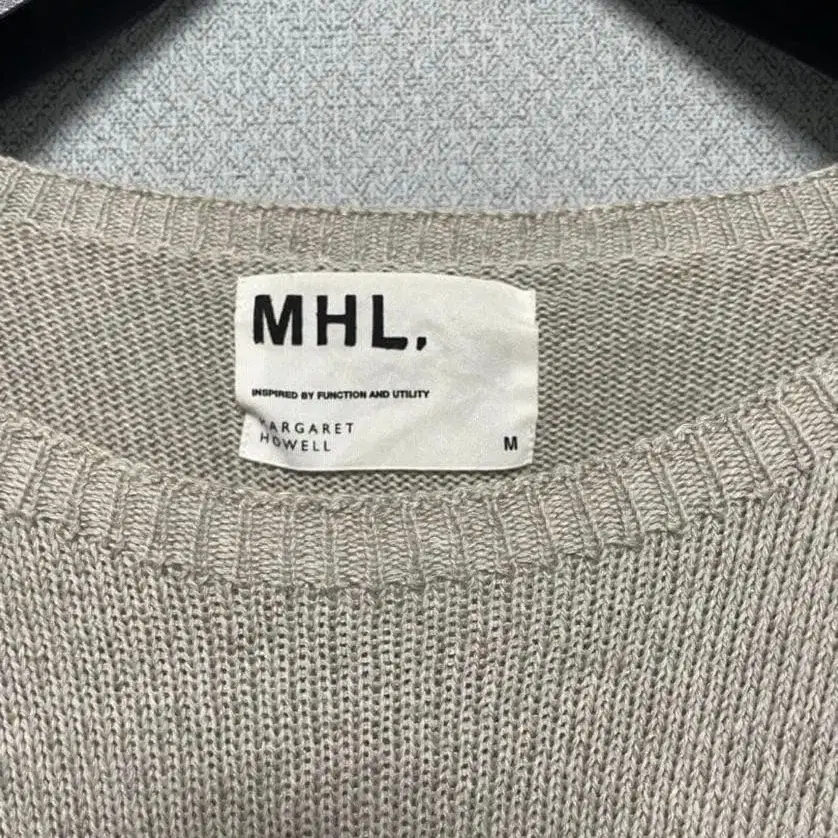 MHL.
INSPIRED BY FUNCTION AND UTILITY
MARGARET
HOWELL
M